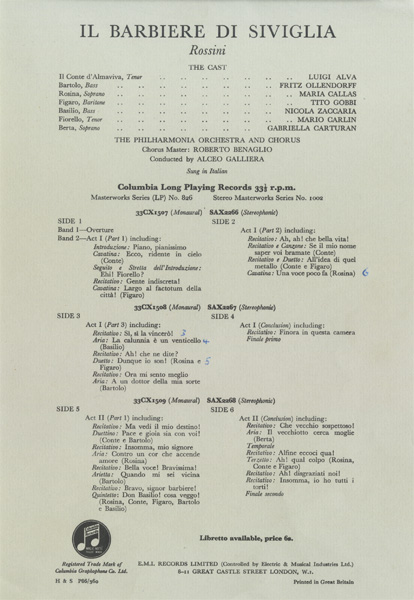 IL BARBIERE DI SIVIGLIA
Rossini
THE CAST
Il Conte d'Almaviva, Tenor .. .. .. .. .. .. .. LUIGI ALVA
Bartolo, Bass .. .. .. .. .. .. .. .. FRITZ OLLENDORFF
Rosina, Soprano .. .. .. .. .. .. .. .. MARIA CALLAS
Figaro, Baritone .. .. .. .. .. .. .. .. TITO GOBBI
Basilio, Bass .. .. .. .. .. .. .. .. NICOLA ZACCARIA
Fiorello, Tenor .. .. .. .. .. .. .. .. MARIO CARLIN
Berta, Soprano .. .. .. .. .. .. .. GABRIELLA CARTURAN
THE PHILHARMONIA ORCHESTRA AND CHORUS
Chorus Master: ROBERTO BENAGLIO
Conducted by ALCEO GALLIERA
Sung in Italian
Columbia Long Playing Records 33⅓ r.p.m.
Masterworks Series (LP) No. 826 Stereo Masterworks Series No. 1002
33CX1507 (Monaural) SAX2266 (Stereophonic)
SIDE 1
Band 1—Overture
Band 2—Act I (Part 1) including:
Introduzione: Piano, pianissimo
Cavatina: Ecco, ridente in cielo
(Conte)
Seguito e Stretta dell'Introduzione:
Ehi! Fiorello?
Recitativo: Gente indiscreta!
Cavatina: Largo al factotum della
città! (Figaro)
SIDE 2
Act I (Part 2) including:
Recitativo: Ah, ah! che bella vita!
Recitativo e Canzone: Se il mio nome
saper voi bramate (Conte)
Recitativo e Duetto: All'idea di quel
metallo (Conte e Figaro)
Cavatina: Una voce poco fa (Rosina) 6
33CX1508 (Monaural) SAX2267 (Stereophonic)
SIDE 3
Act I (Part 3) including:
Recitativo: Sì, sì la vincerò! 3
Aria: La calunnia è un venticello 4
(Basilio)
Recitativo: Ah! che ne dite?
Duetto: Dunque io son! (Rosina e 5
Figaro)
Recitativo: Ora mi sento meglio
Aria: A un dottor della mia sorte
(Bartolo)
SIDE 4
Act I (Conclusion) including:
Recitativo: Finora in questa camera
Finale primo
33CX1509 (Monaural) SAX2268 (Stereophonic)
SIDE 5
Act II (Part 1) including:
Recitativo: Ma vedi il mio destino!
Duettino: Pace e gioia sia con voi!
(Conte e Bartolo)
Recitativo: Insomma, mio signore
Aria: Contro un cor che accende
amore (Rosina)
Recitativo: Bella voce! Bravissima!
Arietta: Quando mi sei vicina
(Bartolo)
Recitativo: Bravo, signor barbiere!
Quintetto: Don Basilio! cosa veggo!
(Rosina, Conte, Figaro, Bartolo
e Basilio)
SIDE 6
Act II (Conclusion) including:
Recitativo: Che vecchio sospettoso!
Aria: Il vecchiotto cerca moglie
(Berta)
Temporale
Recitativo: Alfine eccoci qua!
Terzetto: Ah! qual colpo (Rosina,
Conte e Figaro)
Recitativo: Ah! disgraziati noi!
Recitativo: Insomma, io ho tutti i
torti!
Finale secondo
Libretto available, price 6s.
Registered Trade Mark of
Columbia Graphophone Co. Ltd.
E.M.I. RECORDS LIMITED (Controlled by Electric & Musical Industries Ltd.)
8-11 GREAT CASTLE STREET LONDON, W.1.
H & S 788/960
Printed in Great Britain